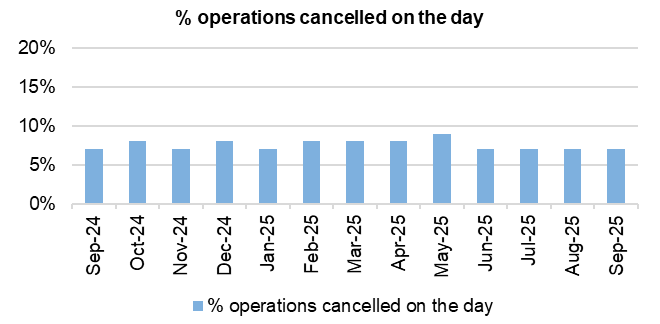 % operations cancelled on the day
20%
15%
10%
5%
0%
Sep-24
Oct-24
Nov-24
Dec-24
Jan-25
Feb-25
Mar-25
Apr-25
May-25
Jun-25
Jul-25
Aug-25
Sep-25
% operations cancelled on the day